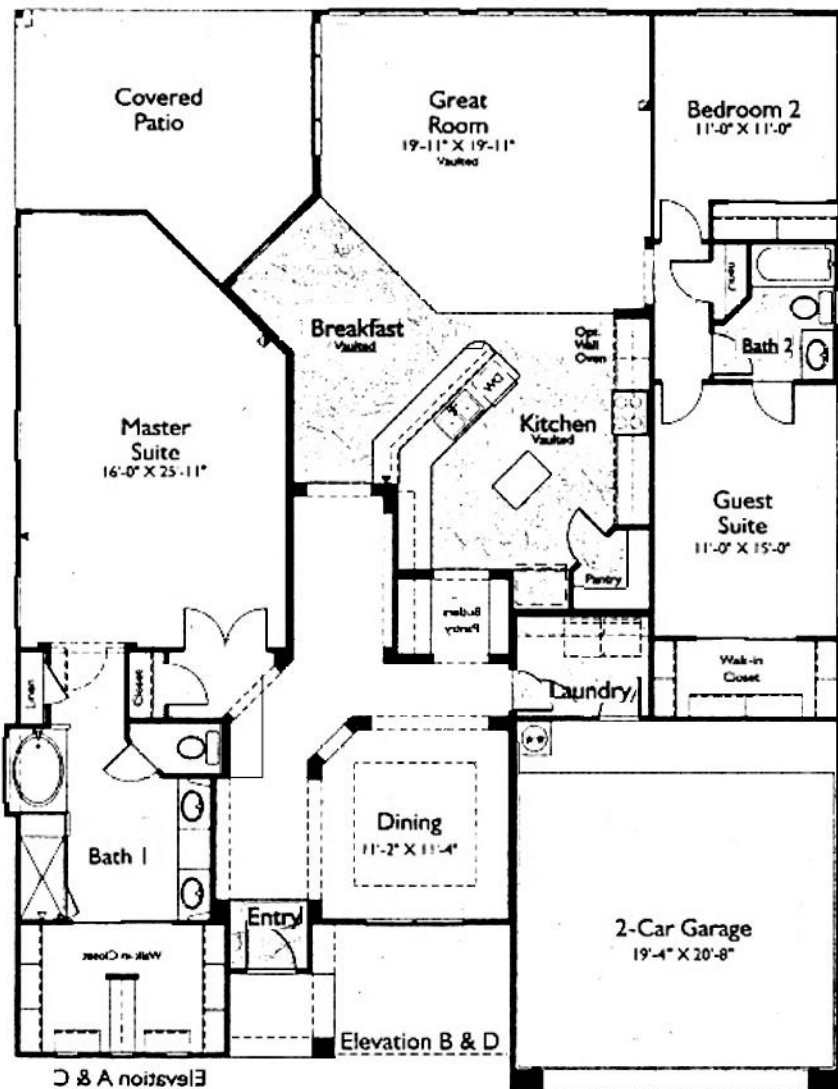 Covered
Patio
Great
Room
19'-11" X 19'-11"
Vaulted
Bedroom 2
11'-0" X 11'-0"
Linen
Breakfast
Vaulted
Opt.
Wall
Oven
Bath 2
DW
Kitchen
Vaulted
Master
Suite
16'-0" X 25'-11"
Guest
Suite
11'-0" X 15'-0"
Pantry
Butlers
Pantry
Linen
Closet
Laundry
Walk-in
Closet
Dining
11'-2" X 11'-4"
Bath 1
Entry
2-Car Garage
19'-4" X 20'-8"
Walk-in Closet
Elevation B & D
Elevation A & C